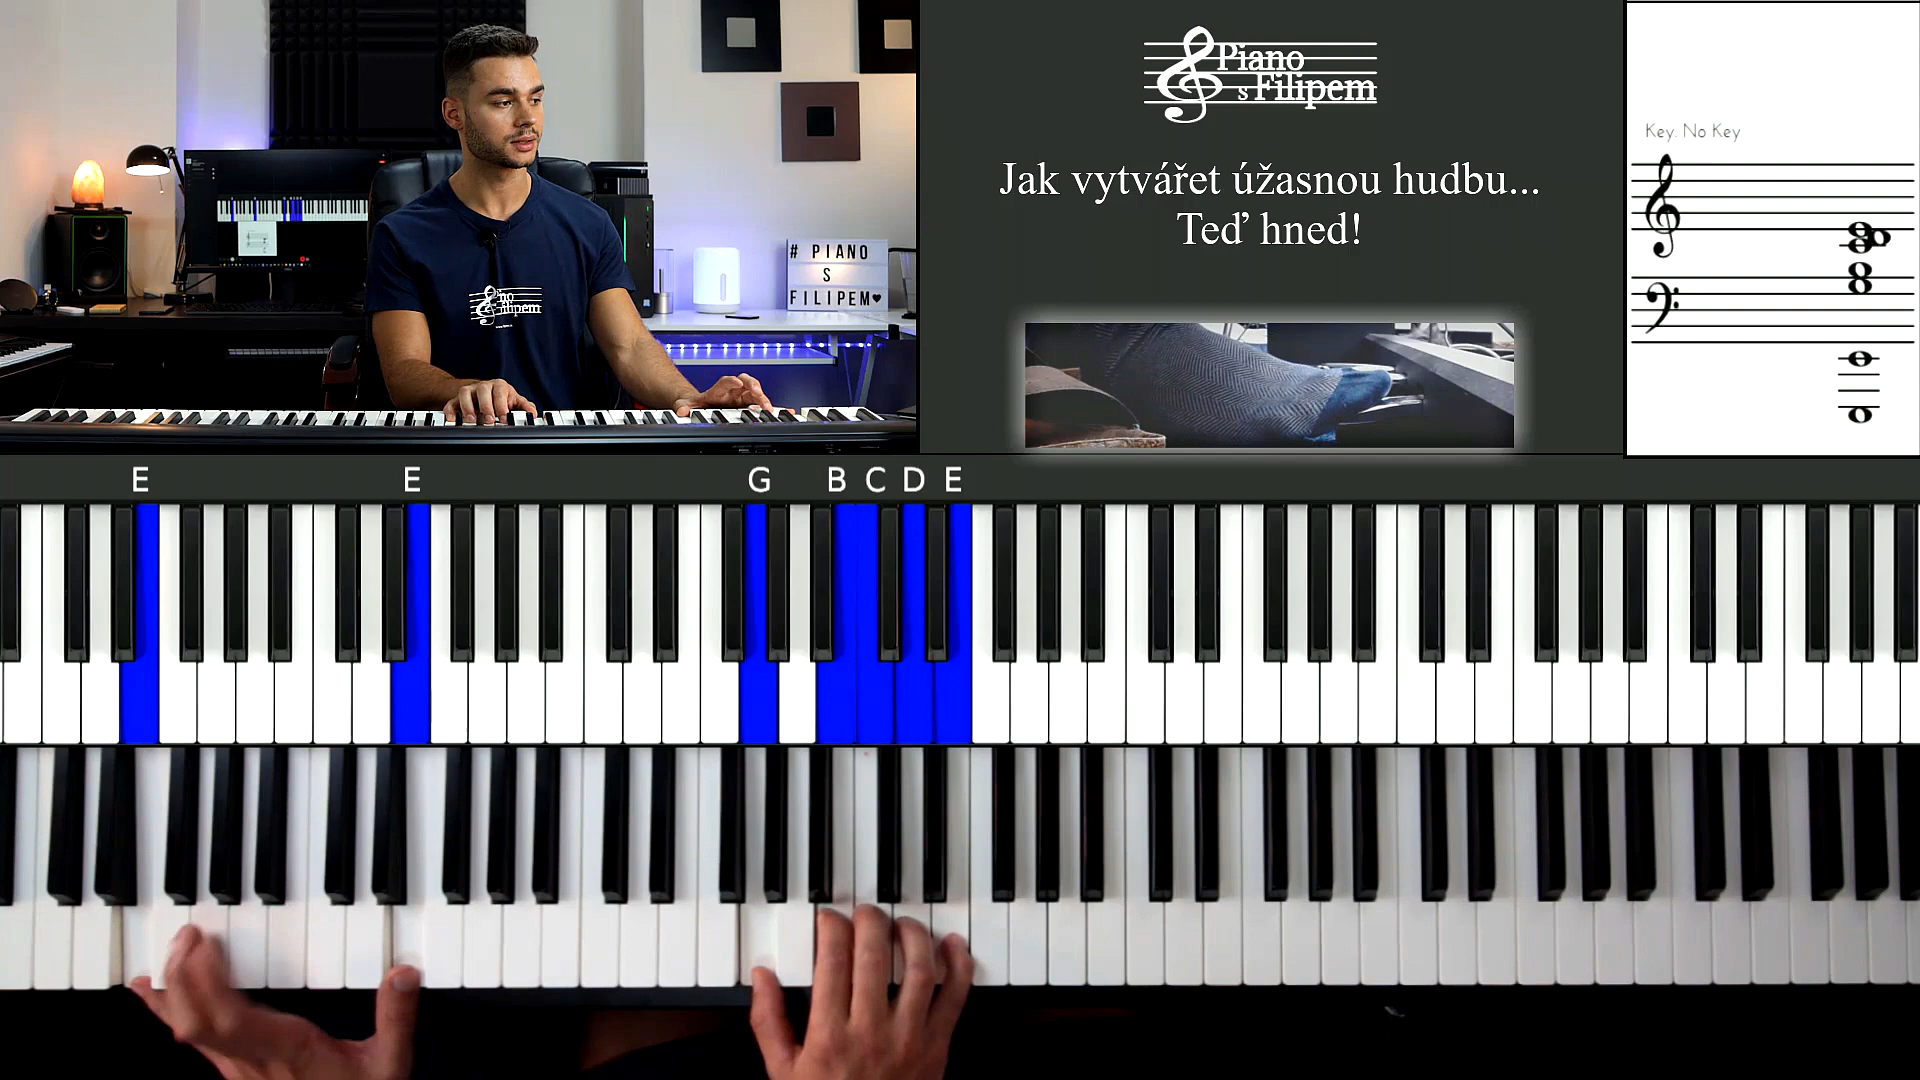 Piano
s Filipem
Jak vytvářet úžasnou hudbu...
Teď hned!
Key: No Key
# PIANO
S
FILIPEM♥
E E G B C D E